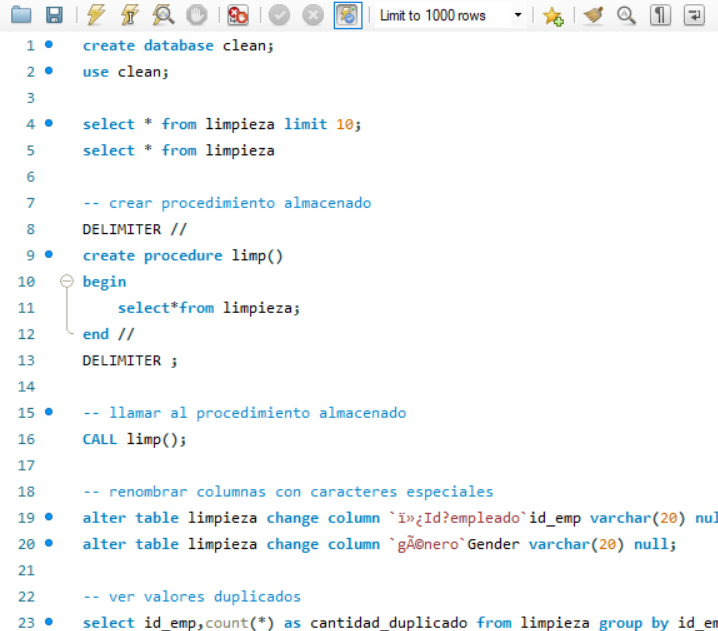 Limit to 1000 rows
1 create database clean;
2 use clean;
3
4 select * from limpieza limit 10;
5 select * from limpieza
6
7 -- crear procedimiento almacenado
8 DELIMITER //
9 create procedure limp()
10 begin
11 select*from limpieza;
12 end //
13 DELIMITER ;
14
15 -- llamar al procedimiento almacenado
16 CALL limp();
17
18 -- renombrar columnas con caracteres especiales
19 alter table limpieza change column `ï»¿Id?empleado`id_emp varchar(20) nul
20 alter table limpieza change column `gÃ©nero`Gender varchar(20) null;
21
22 -- ver valores duplicados
23 select id_emp,count(*) as cantidad_duplicado from limpieza group by id_em